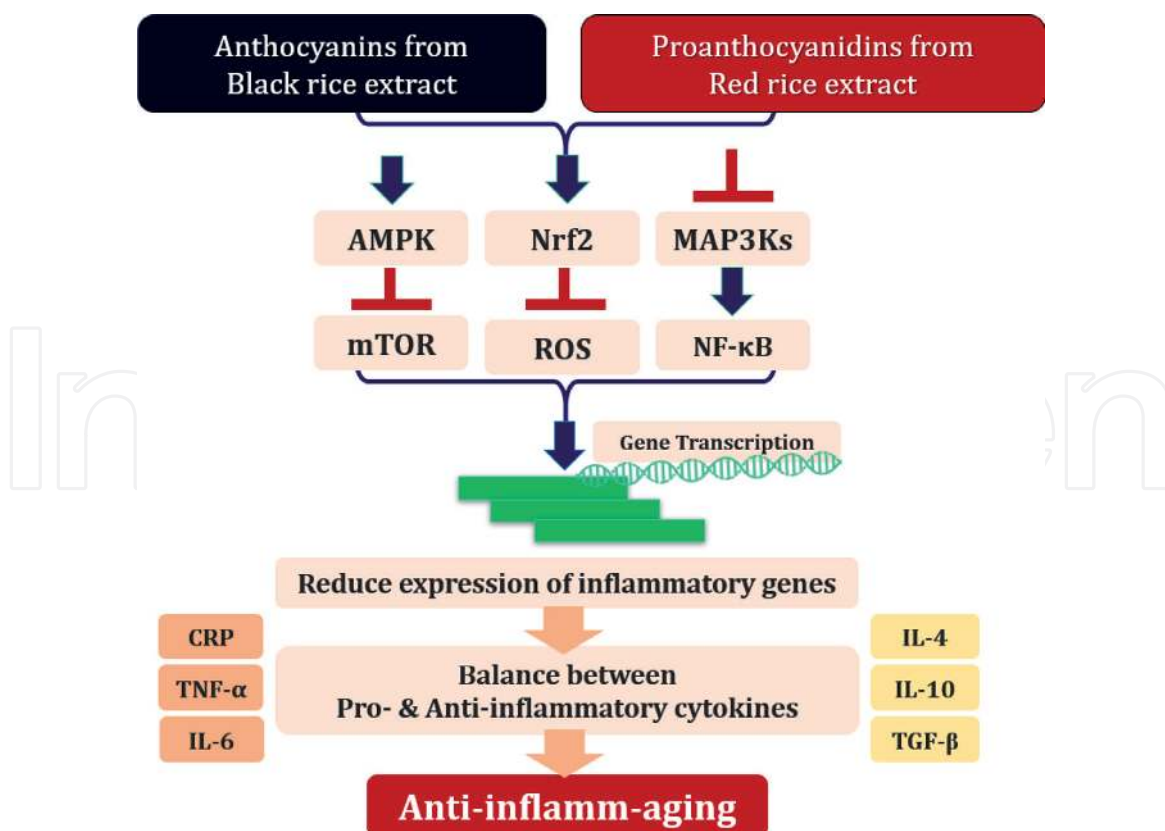 Anthocyanins from
Black rice extract
Proanthocyanidins from
Red rice extract
AMPK
Nrf2
MAP3Ks
mTOR
ROS
NF-κB
Gene Transcription
Reduce expression of inflammatory genes
CRP
TNF-α
IL-6
Balance between
Pro- & Anti-inflammatory cytokines
IL-4
IL-10
TGF-β
Anti-inflamm-aging